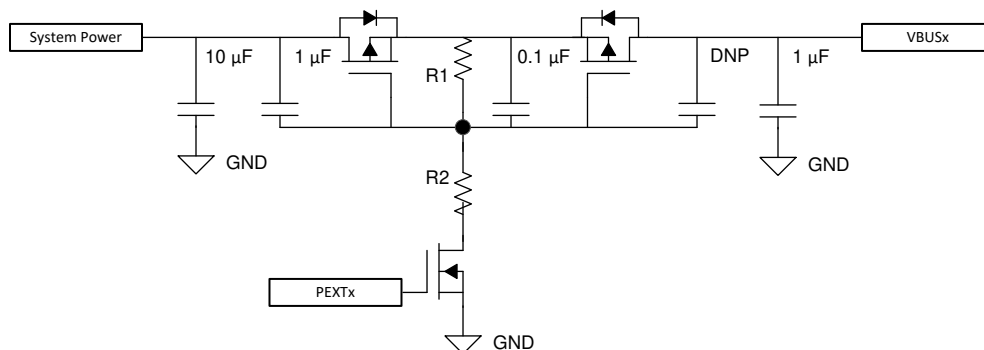 System Power
10 µF
1 µF
R1
0.1 µF
DNP
1 µF
VBUSx
GND
GND
R2
PEXTx
GND